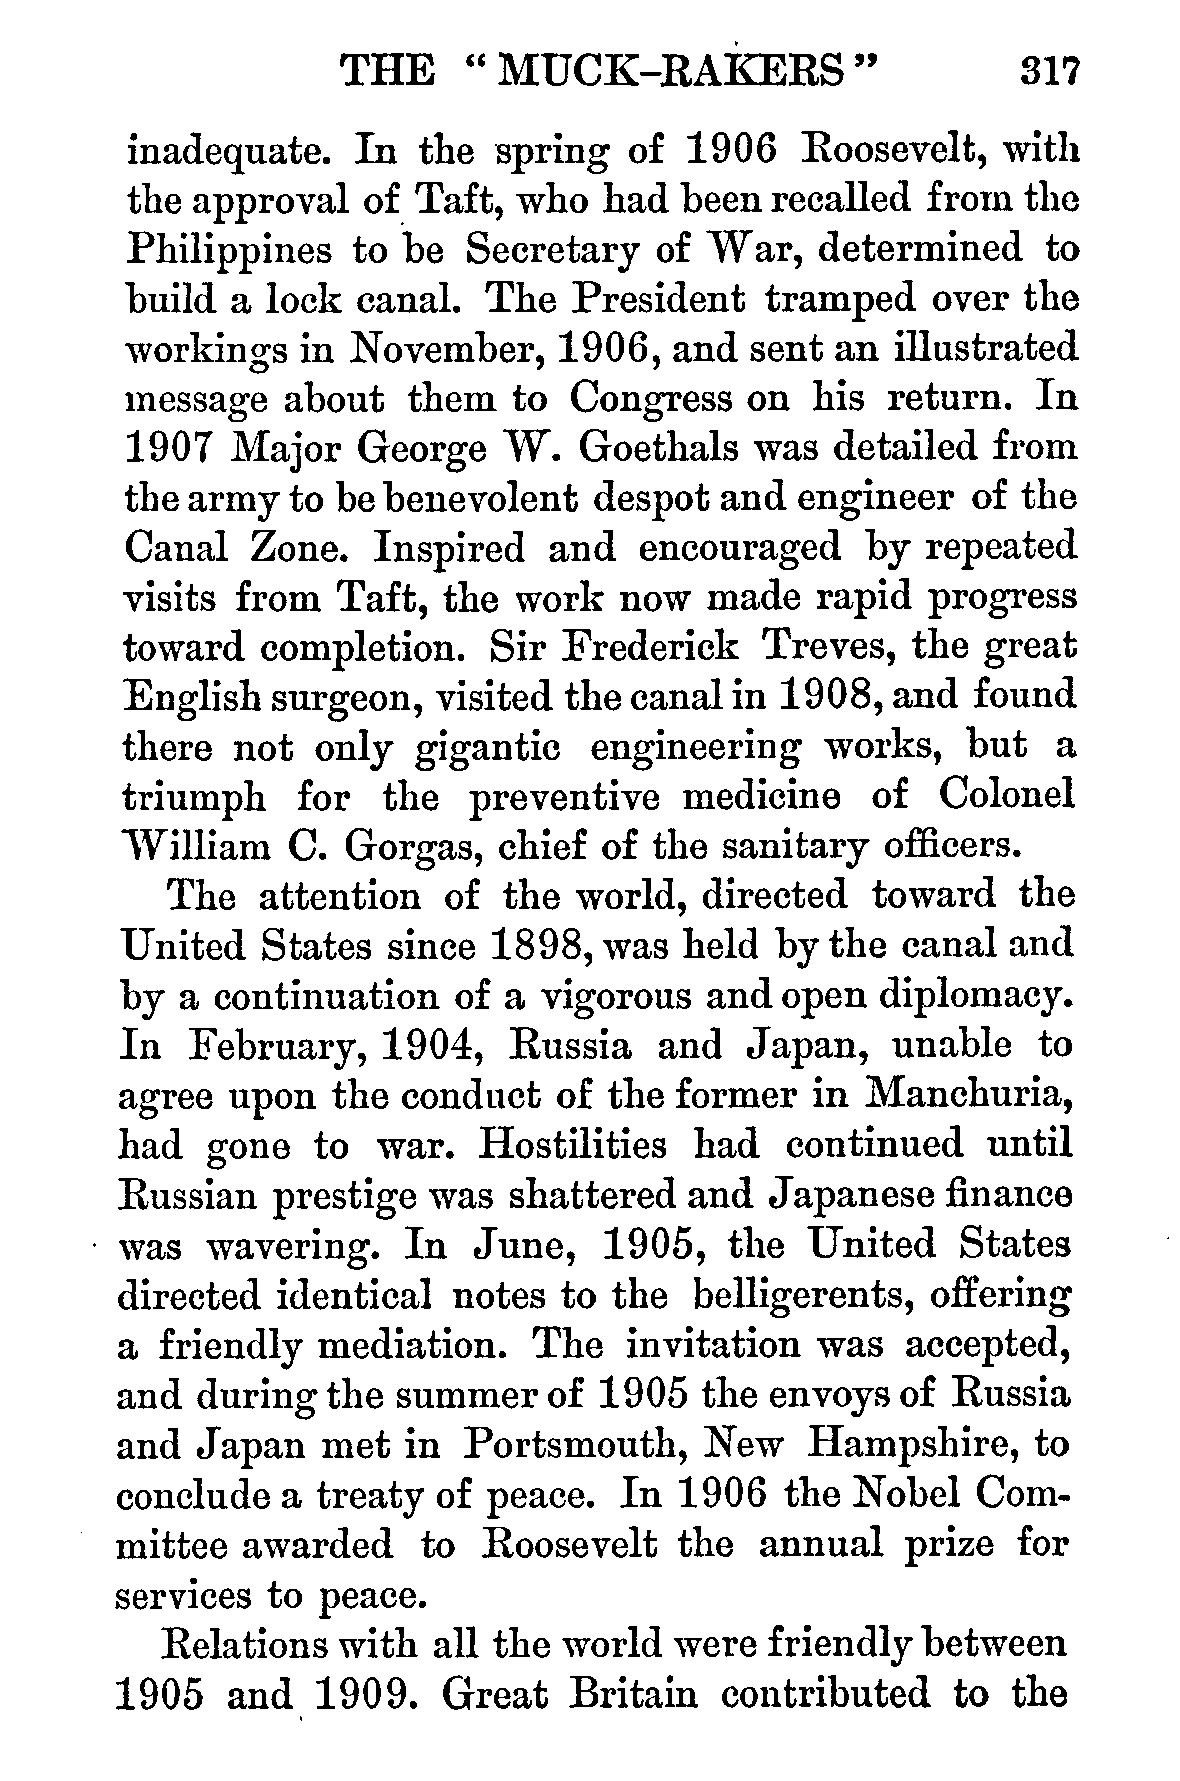 THE “MUCK-RAKERS” 317
inadequate. In the spring of 1906 Roosevelt, with
the approval of Taft, who had been recalled from the
Philippines to be Secretary of War, determined to
build a lock canal. The President tramped over the
workings in November, 1906, and sent an illustrated
message about them to Congress on his return. In
1907 Major George W. Goethals was detailed from
the army to be benevolent despot and engineer of the
Canal Zone. Inspired and encouraged by repeated
visits from Taft, the work now made rapid progress
toward completion. Sir Frederick Treves, the great
English surgeon, visited the canal in 1908, and found
there not only gigantic engineering works, but a
triumph for the preventive medicine of Colonel
William C. Gorgas, chief of the sanitary officers.
The attention of the world, directed toward the
United States since 1898, was held by the canal and
by a continuation of a vigorous and open diplomacy.
In February, 1904, Russia and Japan, unable to
agree upon the conduct of the former in Manchuria,
had gone to war. Hostilities had continued until
Russian prestige was shattered and Japanese finance
was wavering. In June, 1905, the United States
directed identical notes to the belligerents, offering
a friendly mediation. The invitation was accepted,
and during the summer of 1905 the envoys of Russia
and Japan met in Portsmouth, New Hampshire, to
conclude a treaty of peace. In 1906 the Nobel Com-
mittee awarded to Roosevelt the annual prize for
services to peace.
Relations with all the world were friendly between
1905 and 1909. Great Britain contributed to the